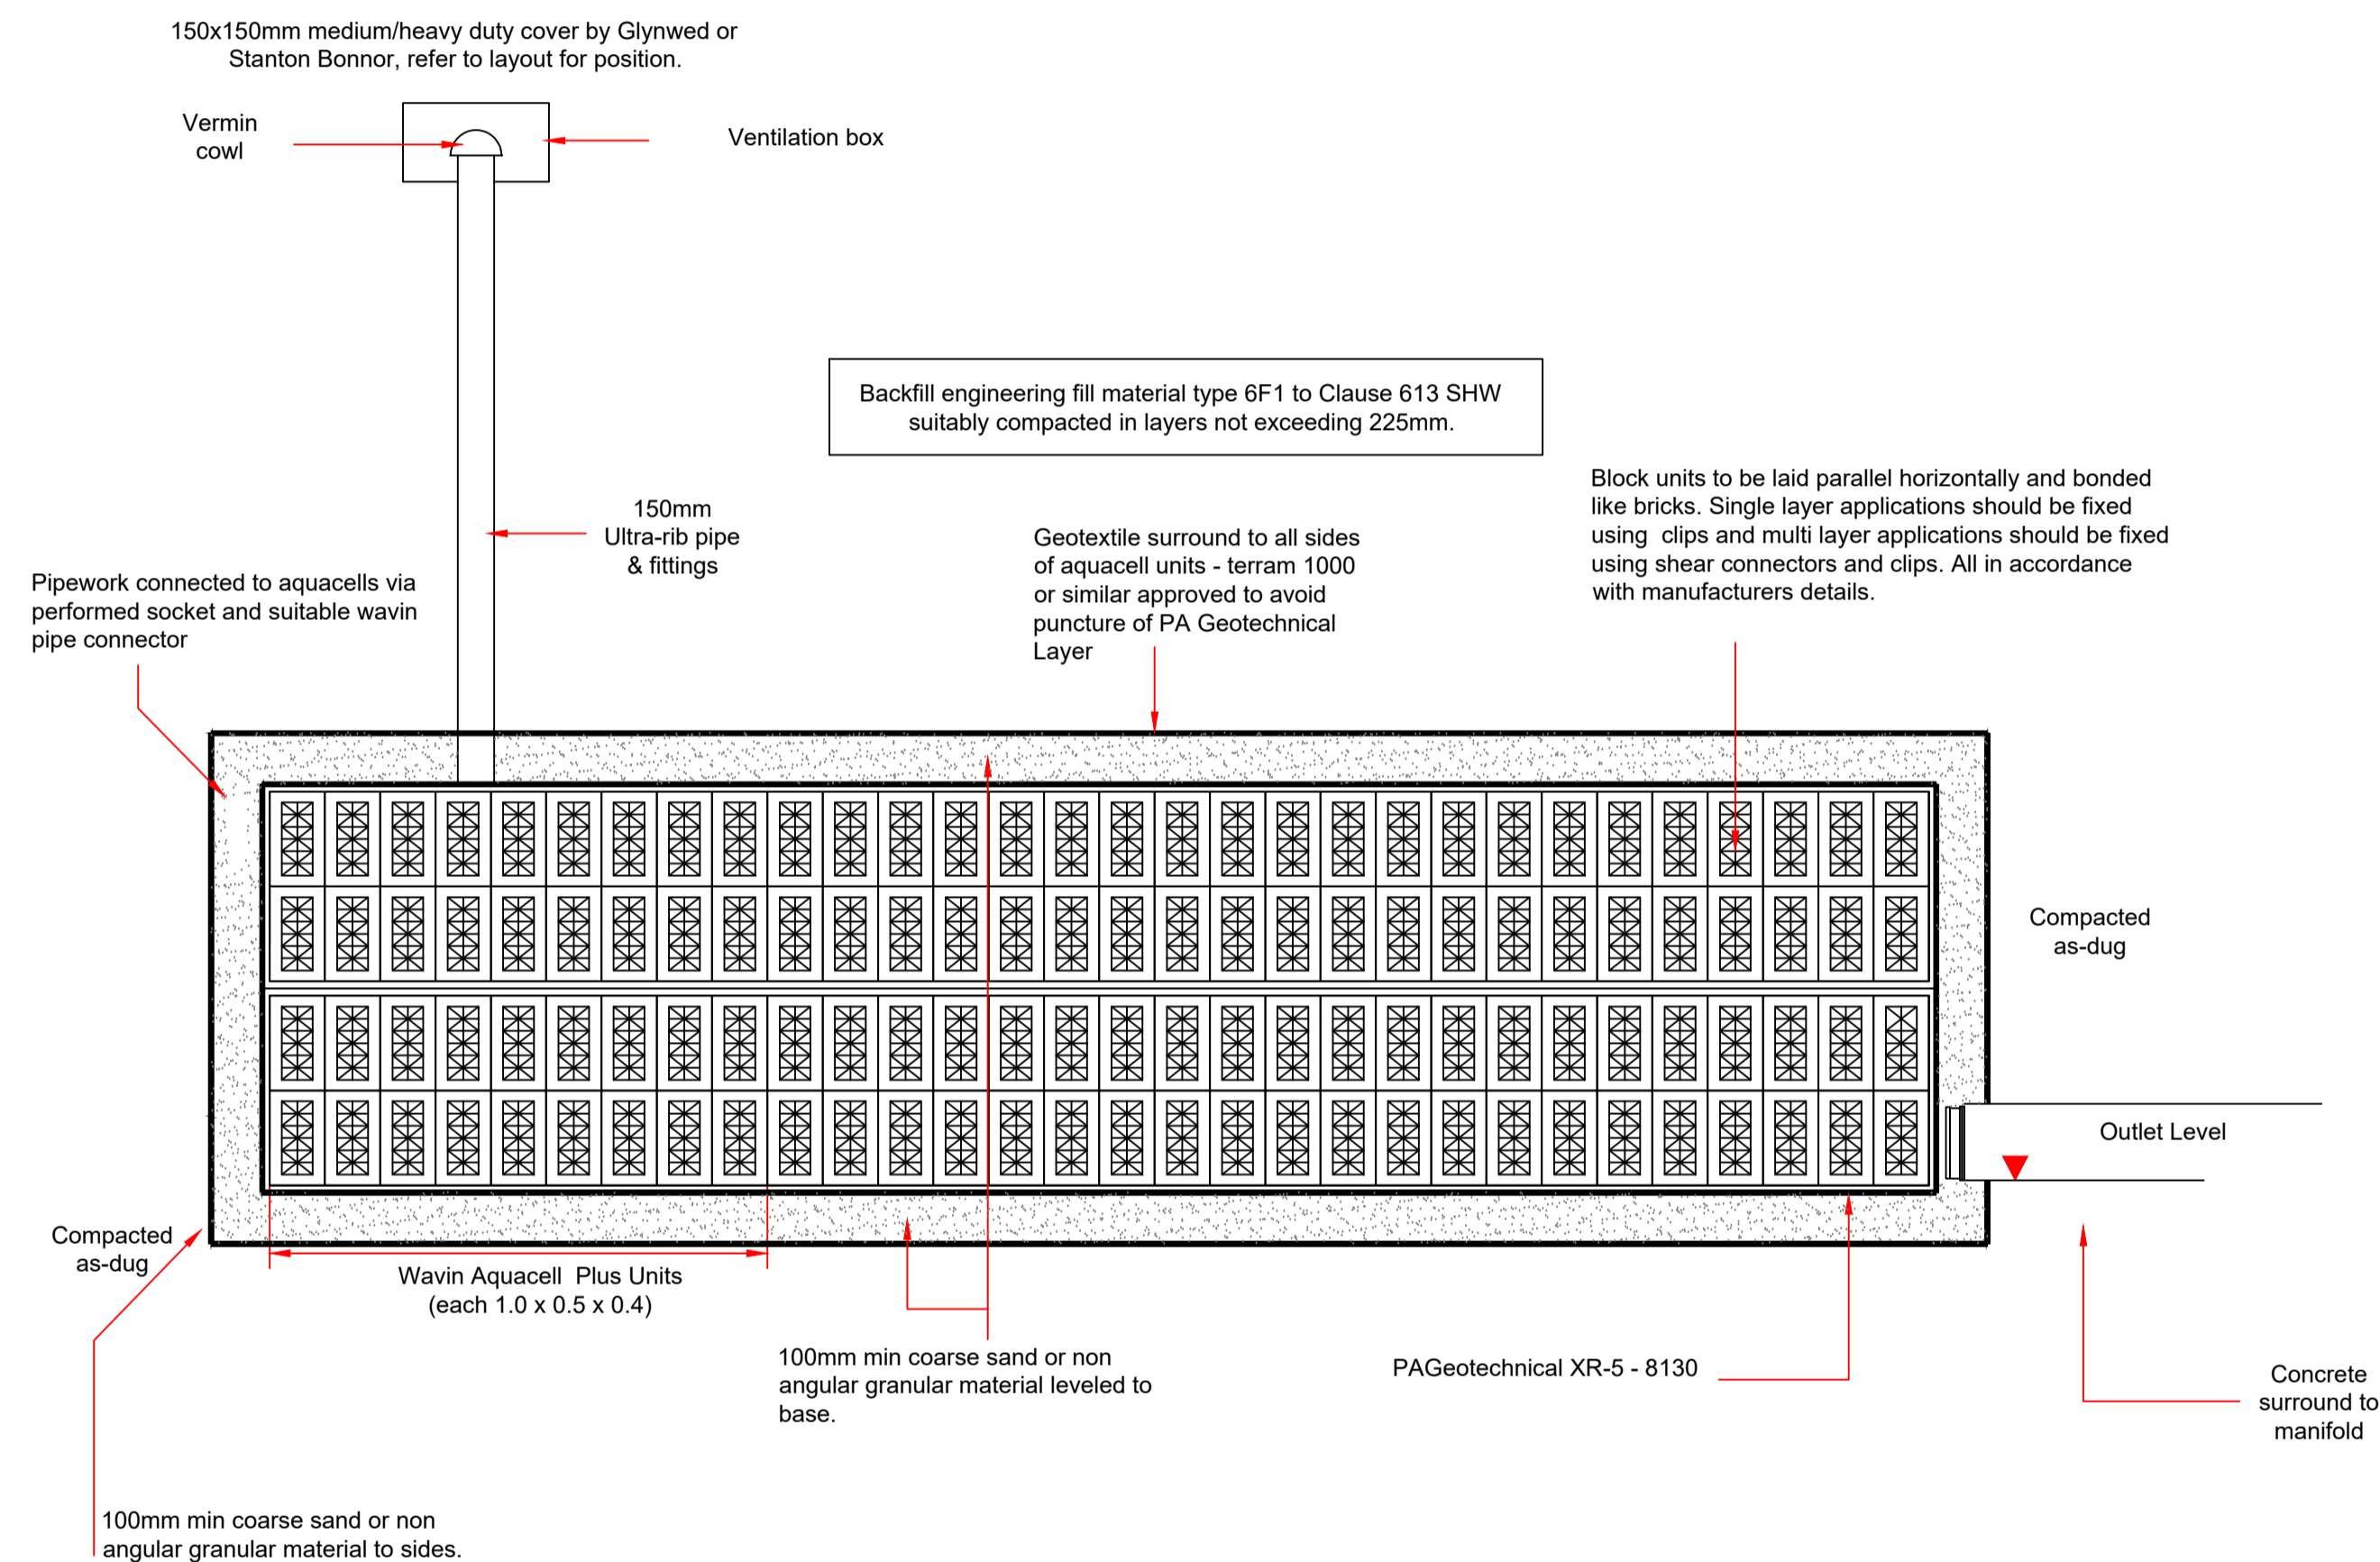 150x150mm medium/heavy duty cover by Glynwed or
Stanton Bonnor, refer to layout for position.
Vermin
cowl
Ventilation box
Backfill engineering fill material type 6F1 to Clause 613 SHW
suitably compacted in layers not exceeding 225mm.
150mm
Ultra-rib pipe
& fittings
Block units to be laid parallel horizontally and bonded
like bricks. Single layer applications should be fixed
using clips and multi layer applications should be fixed
using shear connectors and clips. All in accordance
with manufacturers details.
Geotextile surround to all sides
of aquacell units - terram 1000
or similar approved to avoid
puncture of PA Geotechnical
Layer
Pipework connected to aquacells via
performed socket and suitable wavin
pipe connector
Compacted
as-dug
Outlet Level
Compacted
as-dug
Wavin Aquacell Plus Units
(each 1.0 x 0.5 x 0.4)
100mm min coarse sand or non
angular granular material leveled to
base.
PAGeotechnical XR-5 - 8130
Concrete
surround to
manifold
100mm min coarse sand or non
angular granular material to sides.